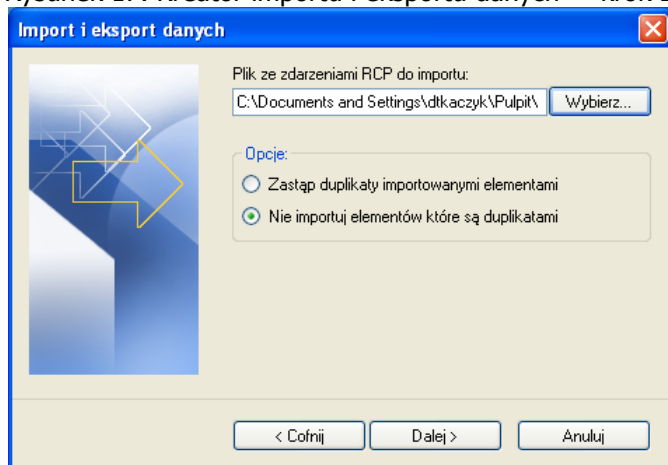 Import i eksport danych
Plik ze zdarzeniami RCP do importu:
C:\Documents and Settings\dtkaczyk\Pulpit\ Wybierz...
Opcje:
Zastąp duplikaty importowanymi elementami
Nie importuj elementów które są duplikatami
< Cofnij Dalej > Anuluj